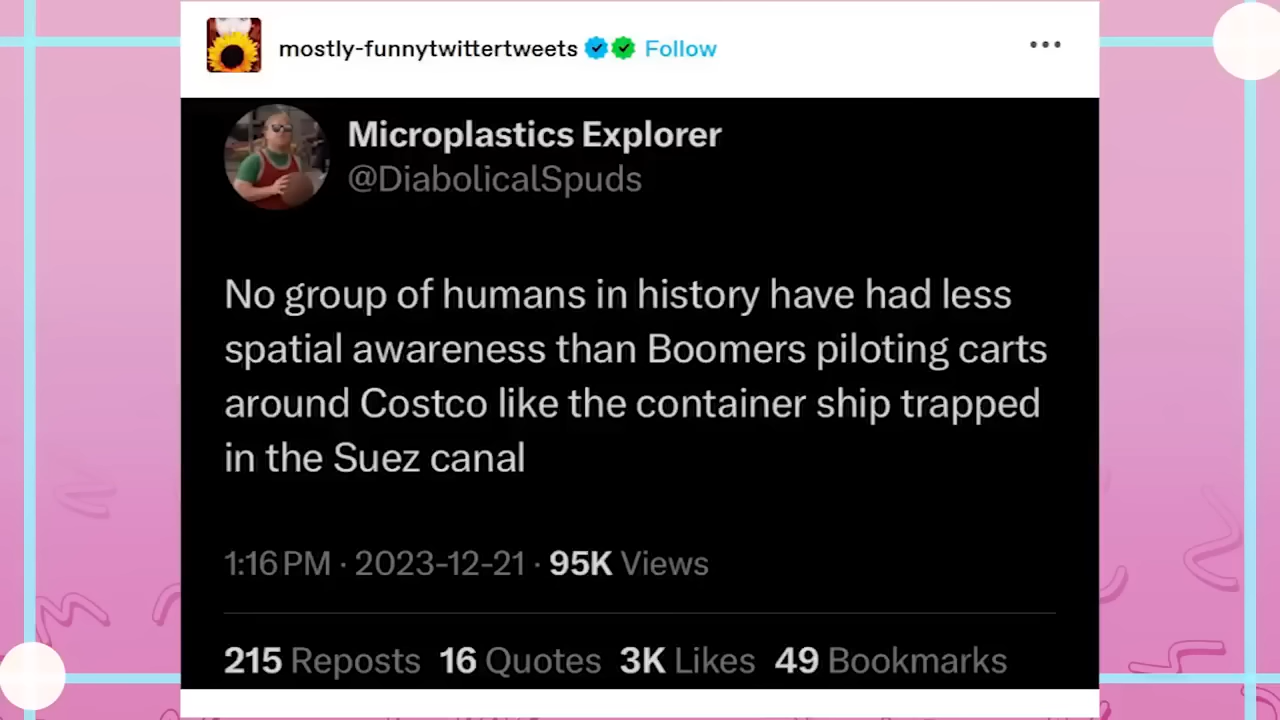 mostly-funnytwittertweets Follow
Microplastics Explorer
@DiabolicalSpuds
No group of humans in history have had less
spatial awareness than Boomers piloting carts
around Costco like the container ship trapped
in the Suez canal
1:16 PM · 2023-12-21 · 95K Views
215 Reposts 16 Quotes 3K Likes 49 Bookmarks